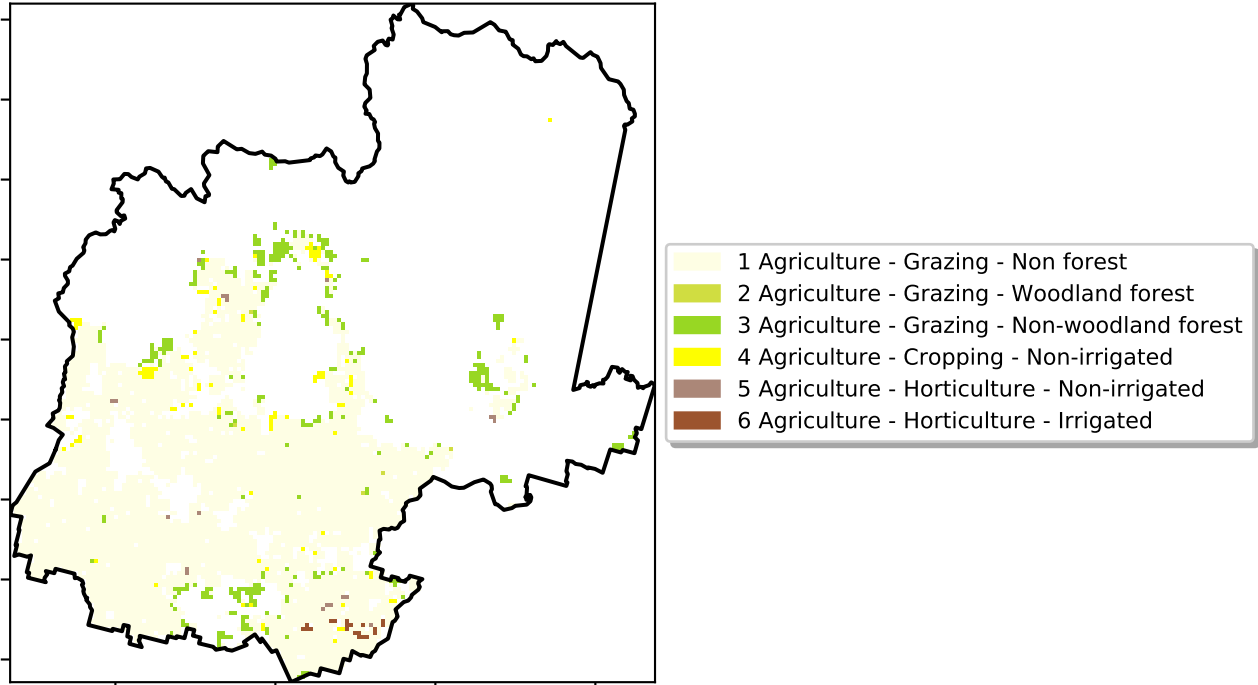 1 Agriculture - Grazing - Non forest
2 Agriculture - Grazing - Woodland forest
3 Agriculture - Grazing - Non-woodland forest
4 Agriculture - Cropping - Non-irrigated
5 Agriculture - Horticulture - Non-irrigated
6 Agriculture - Horticulture - Irrigated